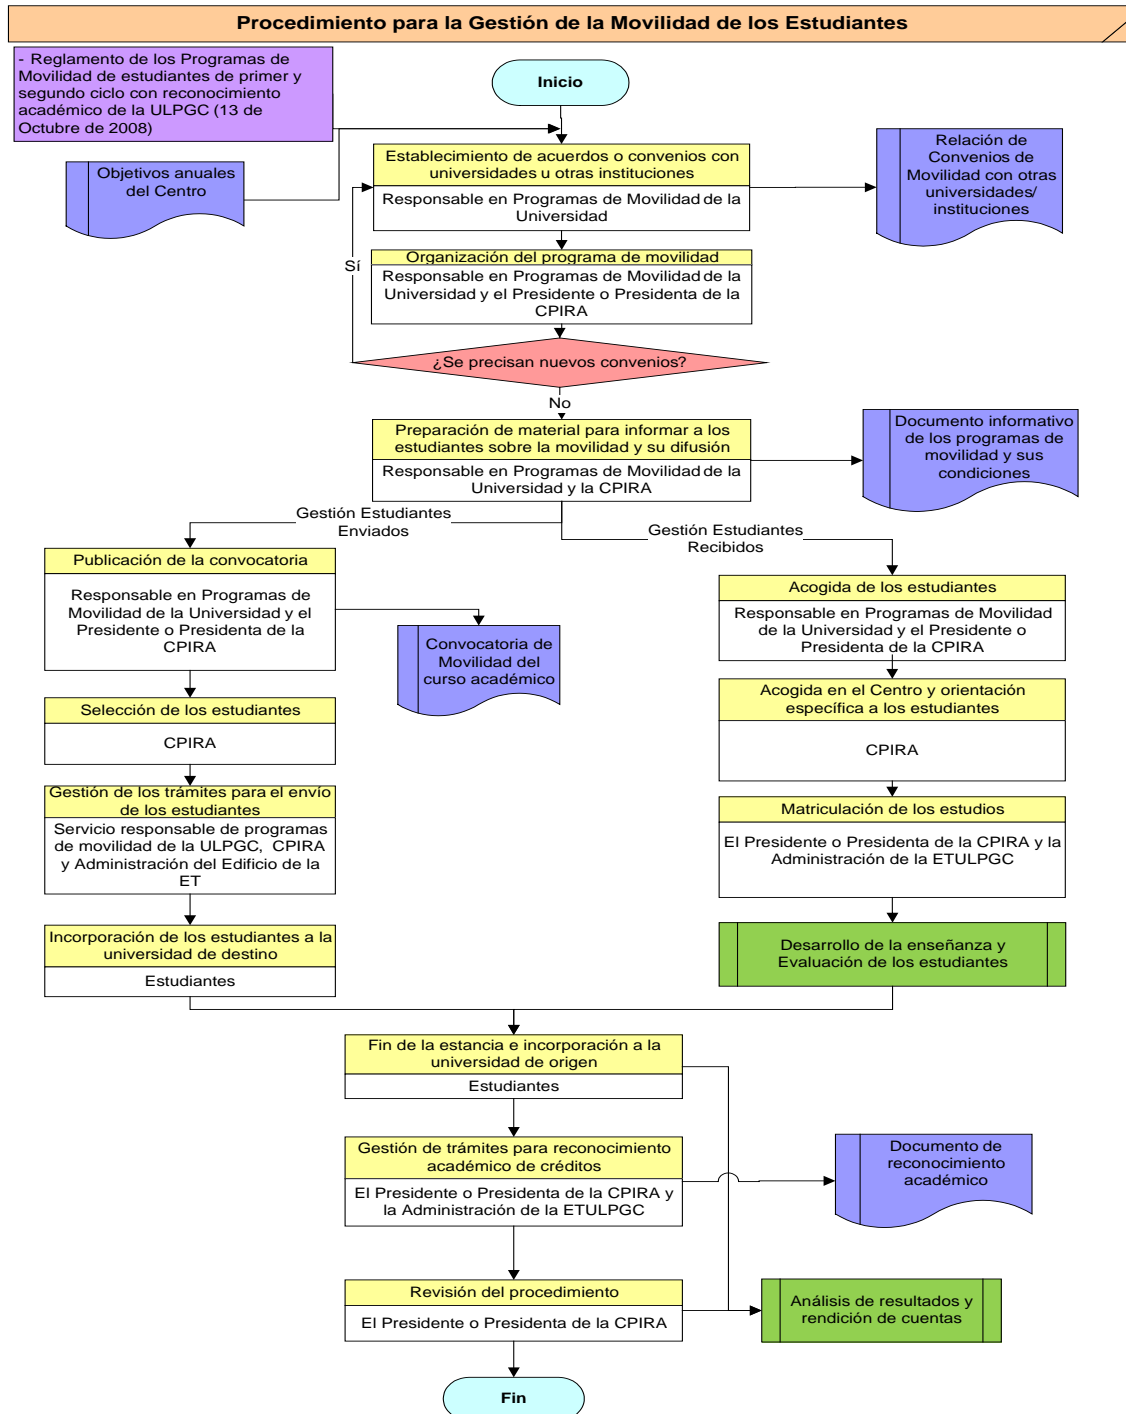 Procedimiento para la Gestión de la Movilidad de los Estudiantes
- Reglamento de los Programas de
Movilidad de estudiantes de primer y
segundo ciclo con reconocimiento
académico de la ULPGC (13 de
Octubre de 2008)
Inicio
Objetivos anuales
del Centro
Establecimiento de acuerdos o convenios con
universidades u otras instituciones
Responsable en Programas de Movilidad de la
Universidad
Relación de
Convenios de
Movilidad con otras
universidades/
instituciones
Organización del programa de movilidad
Responsable en Programas de Movilidad de la
Universidad y el Presidente o Presidenta de la
CPIRA
Sí
¿Se precisan nuevos convenios?
No
Preparación de material para informar a los
estudiantes sobre la movilidad y su difusión
Responsable en Programas de Movilidad de la
Universidad y la CPIRA
Documento informativo
de los programas de
movilidad y sus
condiciones
Gestión Estudiantes
Enviados
Gestión Estudiantes
Recibidos
Publicación de la convocatoria
Responsable en Programas de
Movilidad de la Universidad y el
Presidente o Presidenta de la
CPIRA
Convocatoria de
Movilidad del
curso académico
Selección de los estudiantes
CPIRA
Gestión de los trámites para el envío
de los estudiantes
Servicio responsable de programas
de movilidad de la ULPGC, CPIRA
y Administración del Edificio de la
ET
Incorporación de los estudiantes a la
universidad de destino
Estudiantes
Acogida de los estudiantes
Responsable en Programas de Movilidad
de la Universidad y el Presidente o
Presidenta de la CPIRA
Acogida en el Centro y orientación
específica a los estudiantes
CPIRA
Matriculación de los estudios
El Presidente o Presidenta de la CPIRA y la
Administración de la ETULPGC
Desarrollo de la enseñanza y
Evaluación de los estudiantes
Fin de la estancia e incorporación a la
universidad de origen
Estudiantes
Gestión de trámites para reconocimiento
académico de créditos
El Presidente o Presidenta de la CPIRA y
la Administración de la ETULPGC
Documento de
reconocimiento
académico
Revisión del procedimiento
El Presidente o Presidenta de la CPIRA
Análisis de resultados y
rendición de cuentas
Fin